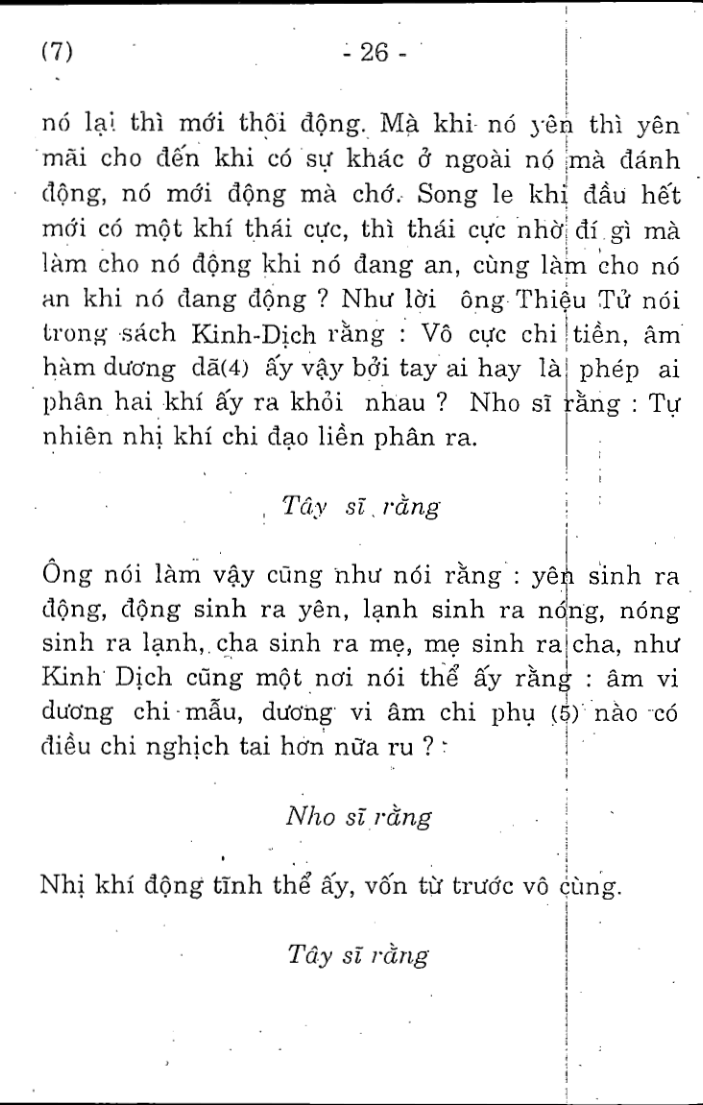 (7)
- 26 -
nó lại thì mới thôi động. Mà khi nó yên thì yên
mãi cho đến khi có sự khác ở ngoài nó mà đánh
động, nó mới động mà chớ. Song le khi đầu hết
mới có một khí thái cực, thì thái cực nhờ đí gì mà
làm cho nó động khi nó đang an, cùng làm cho nó
an khi nó đang động ? Như lời ông Thiệu Tử nói
trong sách Kinh-Dịch rằng : Vô cực chi tiền, âm
hàm dương dã(4) ấy vậy bởi tay ai hay là phép ai
phân hai khí ấy ra khỏi nhau ? Nho sĩ rằng : Tự
nhiên nhị khí chi đạo liền phân ra.
Tây sĩ rằng
Ông nói làm vậy cũng như nói rằng : yên sinh ra
động, động sinh ra yên, lạnh sinh ra nóng, nóng
sinh ra lạnh, cha sinh ra mẹ, mẹ sinh ra cha, như
Kinh Dịch cũng một nơi nói thể ấy rằng : âm vi
dương chi mẫu, dương vi âm chi phụ (5) nào có
điều chi nghịch tai hơn nữa ru ?
Nho sĩ rằng
Nhị khí động tĩnh thể ấy, vốn từ trước vô cùng.
Tây sĩ rằng